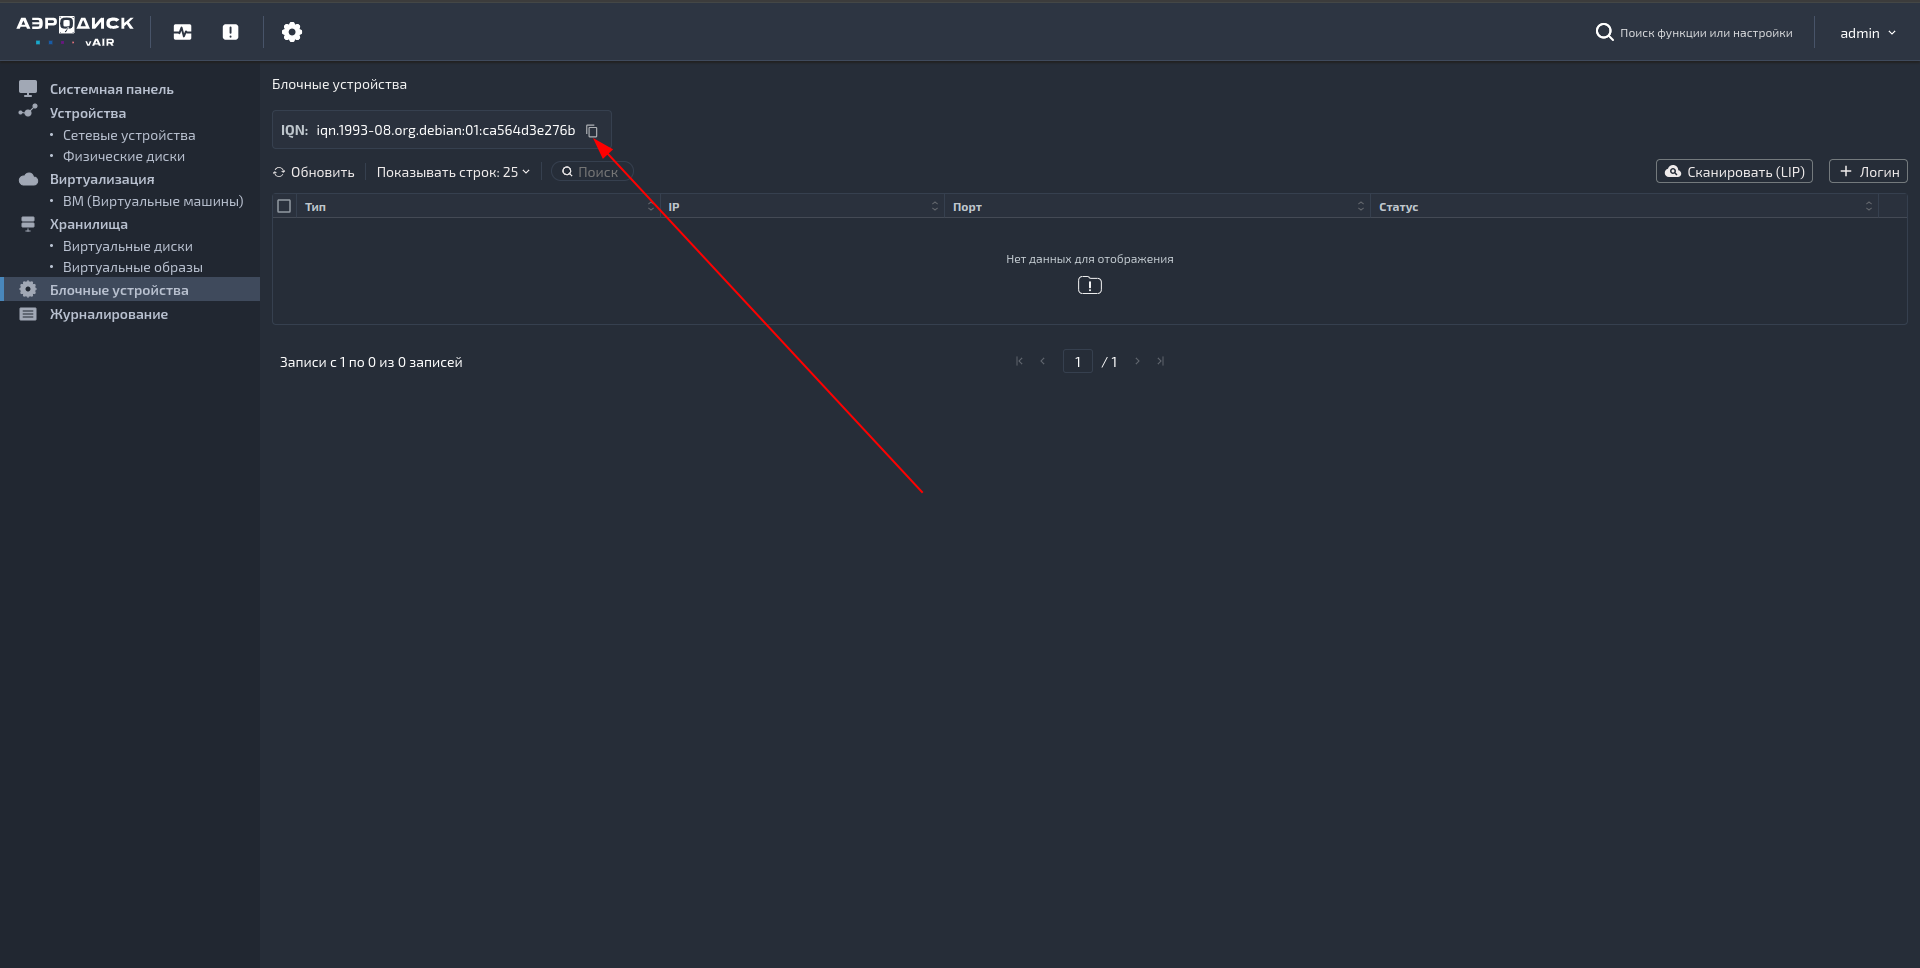 АЭРОДИСК
vAIR
Поиск функции или настройки
admin
Системная панель
Устройства
• Сетевые устройства
• Физические диски
Виртуализация
• ВМ (Виртуальные машины)
Хранилища
• Виртуальные диски
• Виртуальные образы
Блочные устройства
Журналирование
Блочные устройства
IQN: iqn.1993-08.org.debian:01:ca564d3e276b
Обновить Показывать строк: 25 Поиск Сканировать (LIP) + Логин
Тип IP Порт Статус
Нет данных для отображения
Записи с 1 по 0 из 0 записей 1 / 1